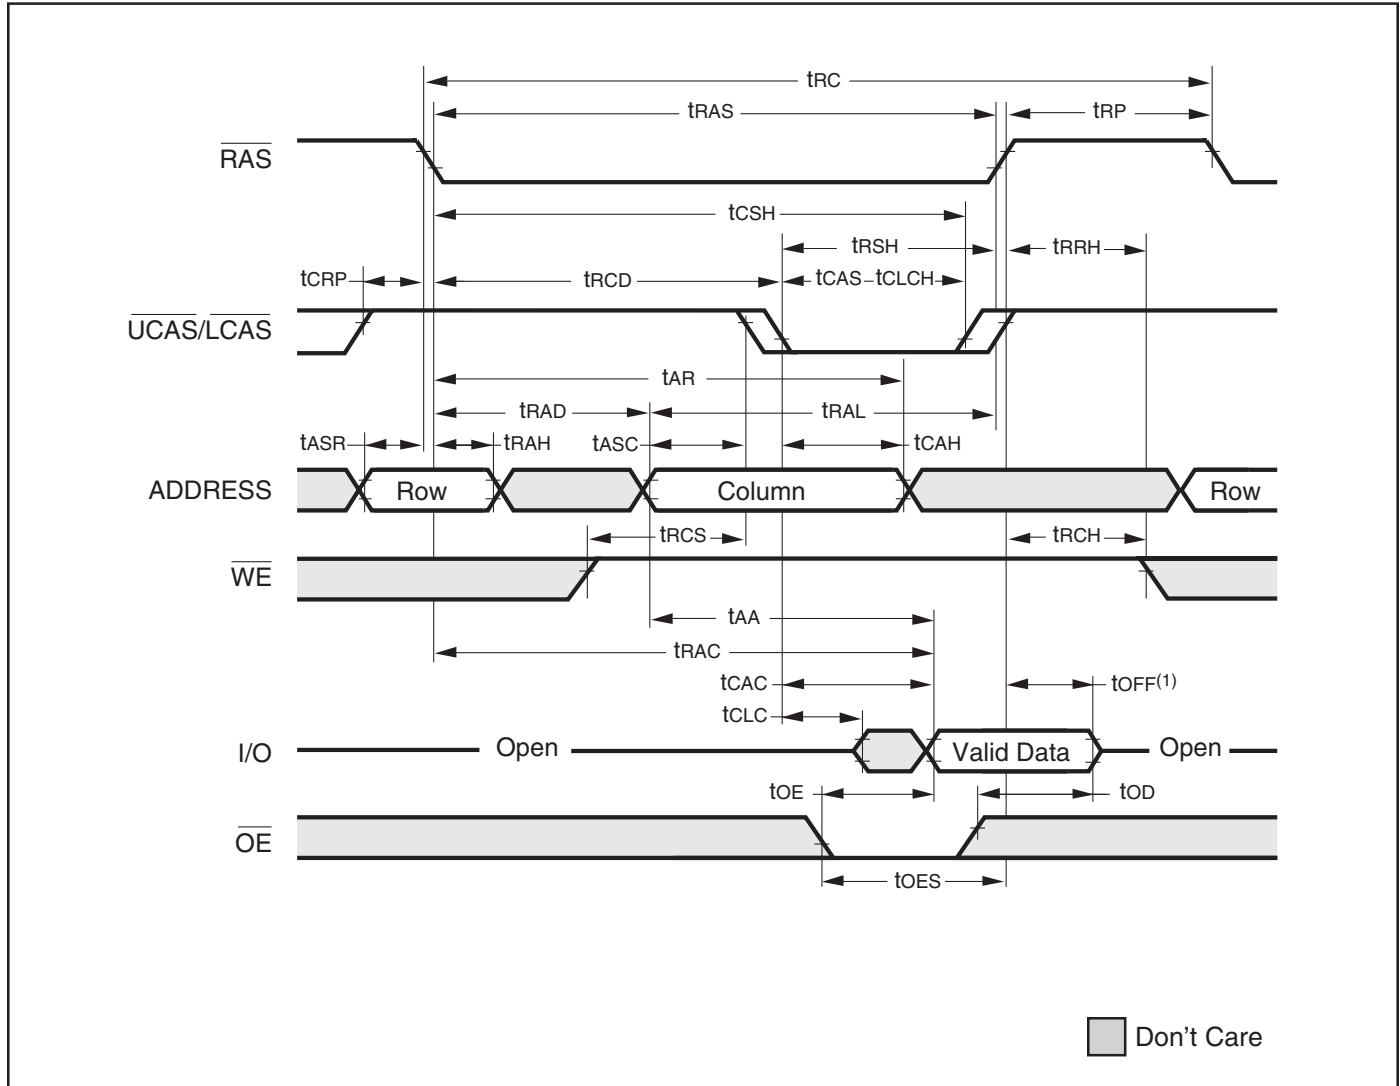 tRC
tRAS tRP
RAS
tCSH
tRSH tRRH
tCRP tRCD tCAS tCLCH
UCAS/LCAS
tAR
tRAD tRAL
tASR tRAH tASC tCAH
ADDRESS Row Column Row
tRCS tRCH
WE
tAA
tRAC
tCAC tOFF(1)
tCLC
I/O Open Valid Data Open
tOE tOD
OE
tOES
Don't Care